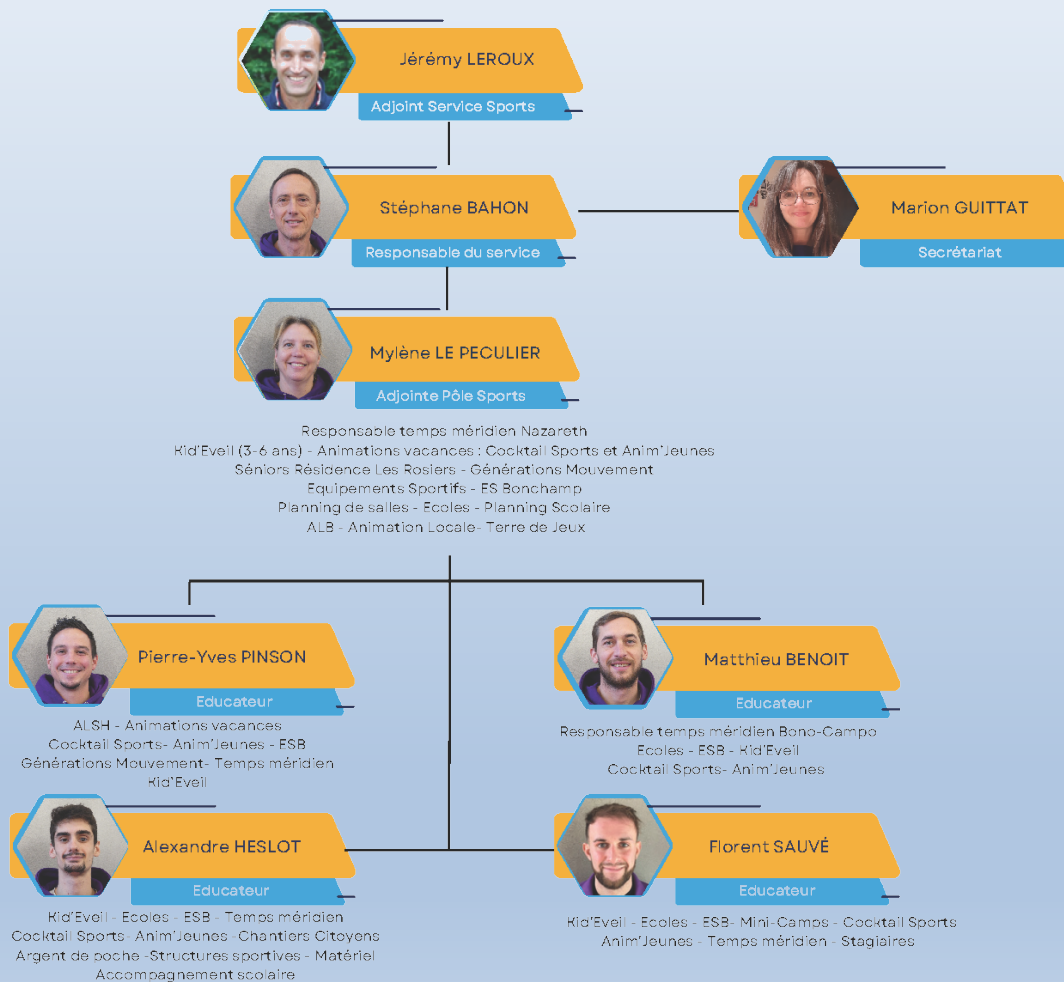 Jérémy LEROUX
Adjoint Service Sports
Stéphane BAHON
Responsable du service
Marion GUITTAT
Secrétariat
Mylène LE PECULIER
Adjointe Pôle Sports
Responsable temps méridien Nazareth
Kid'Eveil (3-6 ans) - Animations vacances : Cocktail Sports et Anim'Jeunes
Séniors Résidence Les Rosiers - Générations Mouvement
Equipements Sportifs - ES Bonchamp
Planning de salles - Ecoles - Planning Scolaire
ALB - Animation Locale- Terre de Jeux
Pierre-Yves PINSON
Educateur
ALSH - Animations vacances
Cocktail Sports- Anim'Jeunes - ESB
Générations Mouvement- Temps méridien
Kid'Eveil
Matthieu BENOIT
Educateur
Responsable temps méridien Bono-Campo
Ecoles - ESB - Kid'Eveil
Cocktail Sports- Anim'Jeunes
Alexandre HESLOT
Educateur
Kid'Eveil - Ecoles - ESB - Temps méridien
Cocktail Sports- Anim'Jeunes -Chantiers Citoyens
Argent de poche -Structures sportives - Matériel
Accompagnement scolaire
Florent SAUVÉ
Educateur
Kid'Eveil - Ecoles - ESB- Mini-Camps - Cocktail Sports
Anim'Jeunes - Temps méridien - Stagiaires